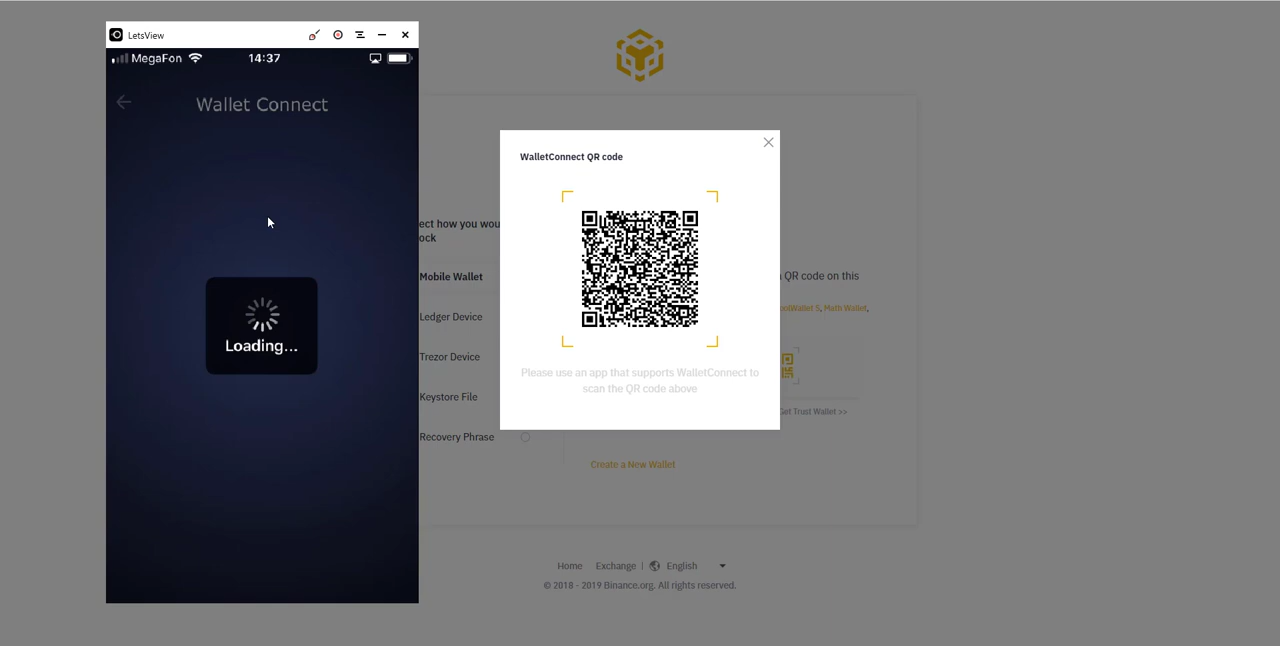 LetsView
MegaFon
14:37
Wallet Connect
Loading...
WalletConnect QR code
Please use an app that supports WalletConnect to
scan the QR code above
ect how you wou
ock
Mobile Wallet
Ledger Device
Trezor Device
Keystore File
Recovery Phrase
QR code on this
Wallet 5, Math Wallet,
Get Trust Wallet >>
Create a New Wallet
Home Exchange | English
© 2018 - 2019 Binance.org. All rights reserved.